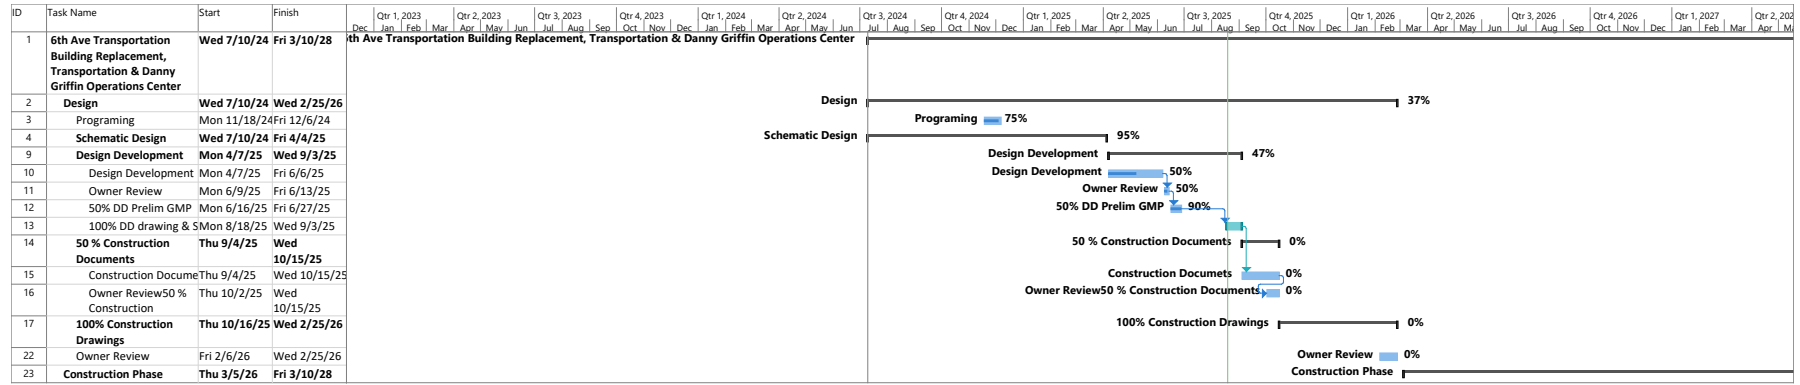 ID Task Name Start Finish Qtr 1, 2023 Qtr 2, 2023 Qtr 3, 2023 Qtr 4, 2023 Qtr 1, 2024 Qtr 2, 2024 Qtr 3, 2024 Qtr 4, 2024 Qtr 1, 2025 Qtr 2, 2025 Qtr 3, 2025 Qtr 4, 2025 Qtr 1, 2026 Qtr 2, 2026 Qtr 3, 2026 Qtr 4, 2026 Qtr 1, 2027 Qtr 2, 202
Dec Jan Feb Mar Apr May Jun Jul Aug Sep Oct Nov Dec Jan Feb Mar Apr May Jun Jul Aug Sep Oct Nov Dec Jan Feb Mar Apr May Jun Jul Aug Sep Oct Nov Dec Jan Feb Mar Apr May Jun Jul Aug Sep Oct Nov Dec Jan Feb Mar Apr
1 6th Ave Transportation Wed 7/10/24 Fri 3/10/28 6th Ave Transportation Building Replacement, Transportation & Danny Griffin Operations Center
Building Replacement,
Transportation & Danny
Griffin Operations Center
2 Design Wed 7/10/24 Wed 2/25/26 Design 37%
3 Programing Mon 11/18/24 Fri 12/6/24 Programing 75%
4 Schematic Design Wed 7/10/24 Fri 4/4/25 Schematic Design 95%
9 Design Development Mon 4/7/25 Wed 9/3/25 Design Development 47%
10 Design Development Mon 4/7/25 Fri 6/6/25 Design Development 50%
11 Owner Review Mon 6/9/25 Fri 6/13/25 Owner Review 50%
12 50% DD Prelim GMP Mon 6/16/25 Fri 6/27/25 50% DD Prelim GMP 90%
13 100% DD drawing & S Mon 8/18/25 Wed 9/3/25
14 50 % Construction Thu 9/4/25 Wed 50 % Construction Documents 0%
Documents 10/15/25
15 Construction Docume Thu 9/4/25 Wed 10/15/25 Construction Documets 0%
16 Owner Review50 % Thu 10/2/25 Wed Owner Review50 % Construction Documents 0%
Construction 10/15/25
17 100% Construction Thu 10/16/25 Wed 2/25/26 100% Construction Drawings 0%
Drawings
22 Owner Review Fri 2/6/26 Wed 2/25/26 Owner Review 0%
23 Construction Phase Thu 3/5/26 Fri 3/10/28 Construction Phase